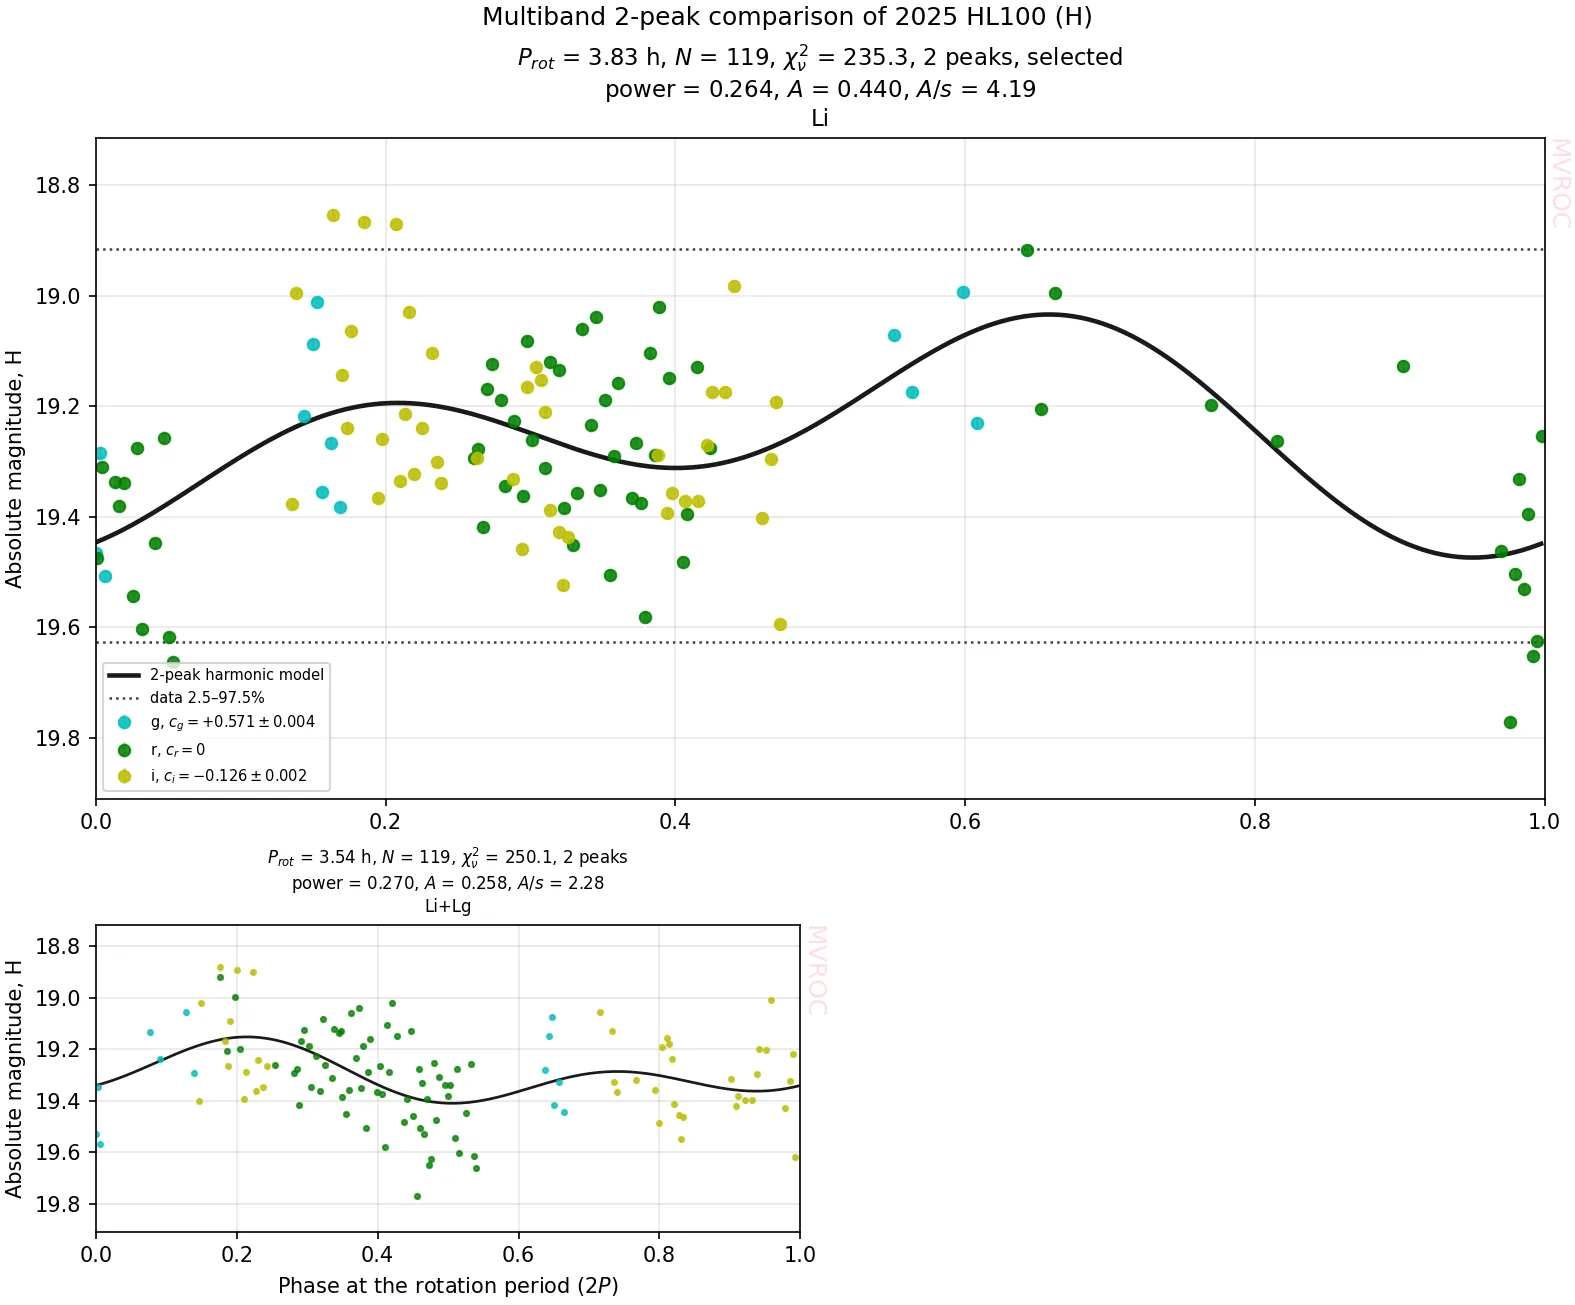 Multiband 2-peak comparison of 2025 HL100 (H)
P_rot = 3.83 h, N = 119, χ²_ν = 235.3, 2 peaks, selected
power = 0.264, A = 0.440, A/s = 4.19
Li
MVROC
Absolute magnitude, H
18.8
19.0
19.2
19.4
19.6
19.8
2-peak harmonic model
data 2.5–97.5%
g, c_g = +0.571 ± 0.004
r, c_r = 0
i, c_i = −0.126 ± 0.002
0.0 0.2 0.4 0.6 0.8 1.0
P_rot = 3.54 h, N = 119, χ²_ν = 250.1, 2 peaks
power = 0.270, A = 0.258, A/s = 2.28
Li+Lg
MVROC
Absolute magnitude, H
18.8
19.0
19.2
19.4
19.6
19.8
0.0 0.2 0.4 0.6 0.8 1.0
Phase at the rotation period (2P)